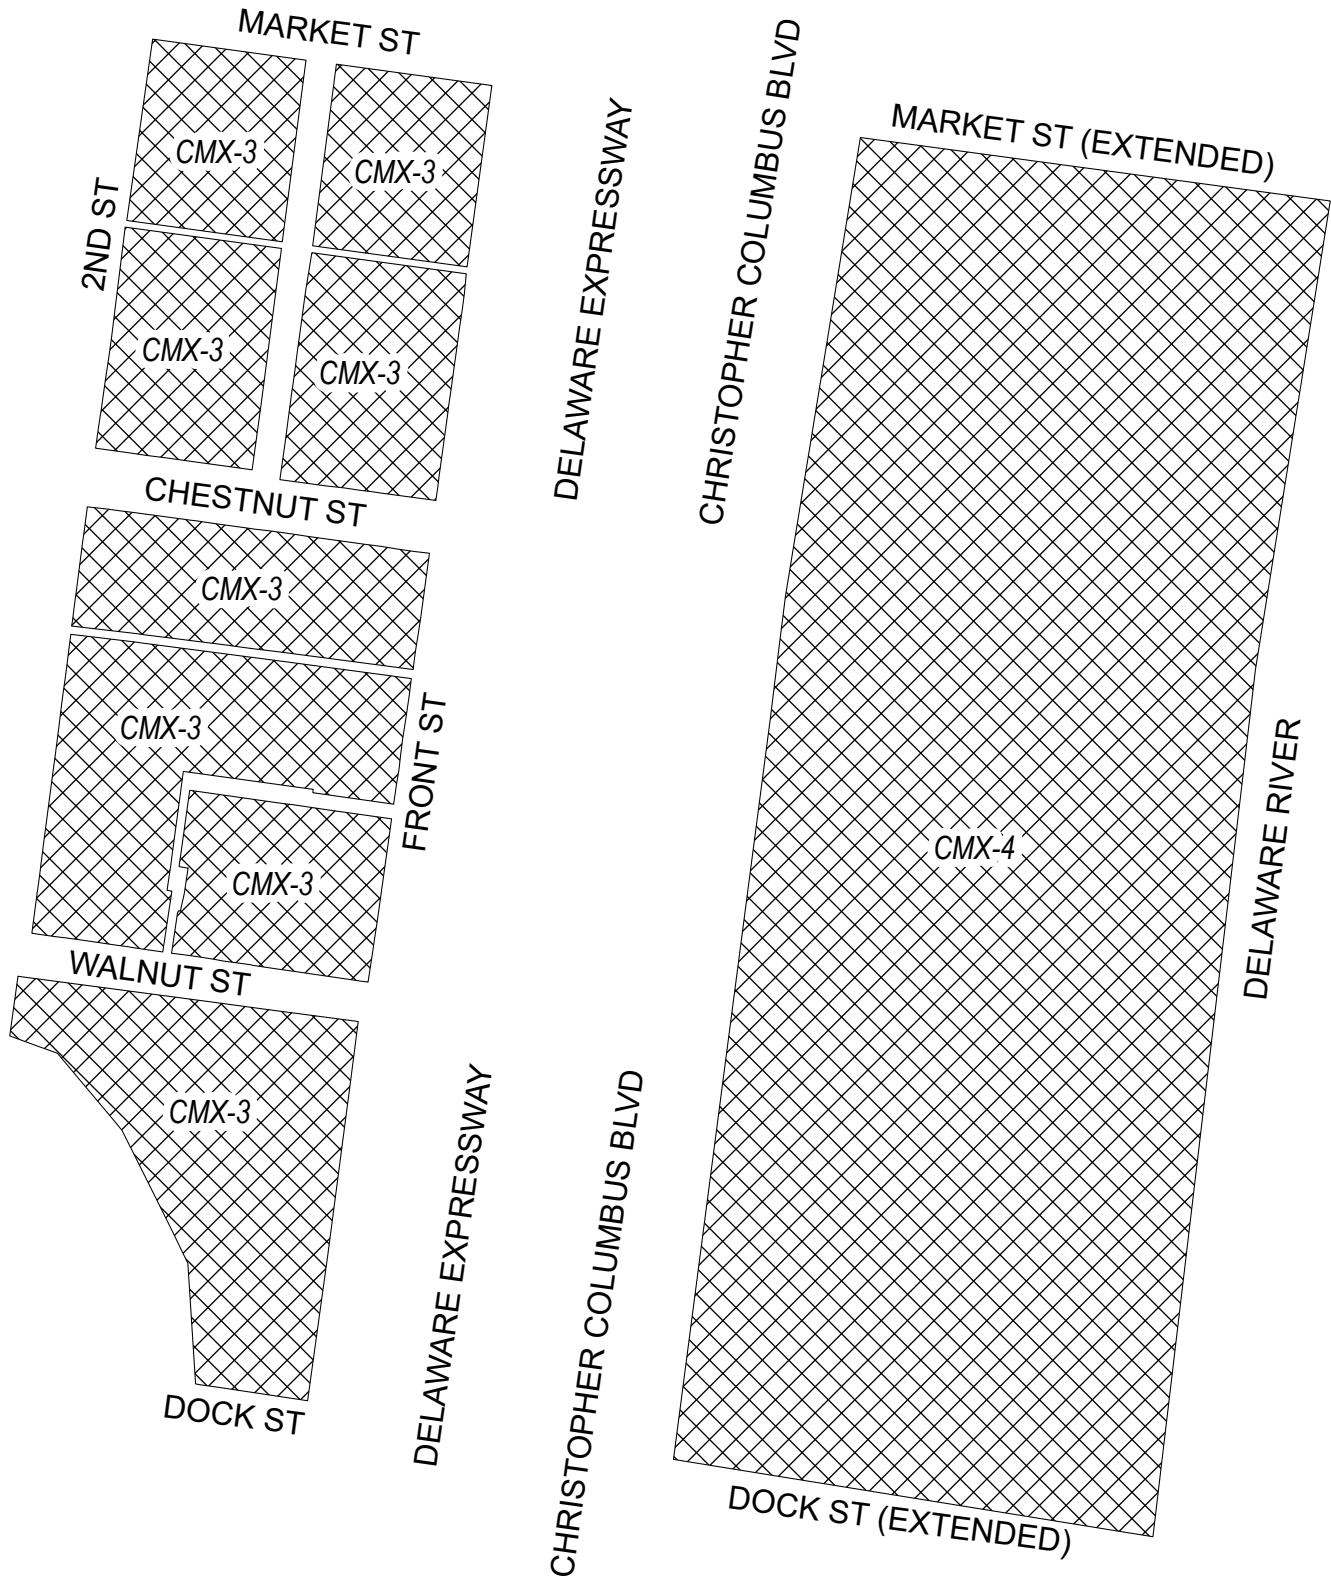 MARKET ST
CHRISTOPHER COLUMBUS BLVD
MARKET ST (EXTENDED)
DELAWARE EXPRESSWAY
CMX-3
CMX-3
2ND ST
CMX-3
CMX-3
CHESTNUT ST
CMX-3
CMX-3
FRONT ST
CMX-3
CMX-4
DELAWARE RIVER
WALNUT ST
CMX-3
DELAWARE EXPRESSWAY
CHRISTOPHER COLUMBUS BLVD
DOCK ST
DOCK ST (EXTENDED)